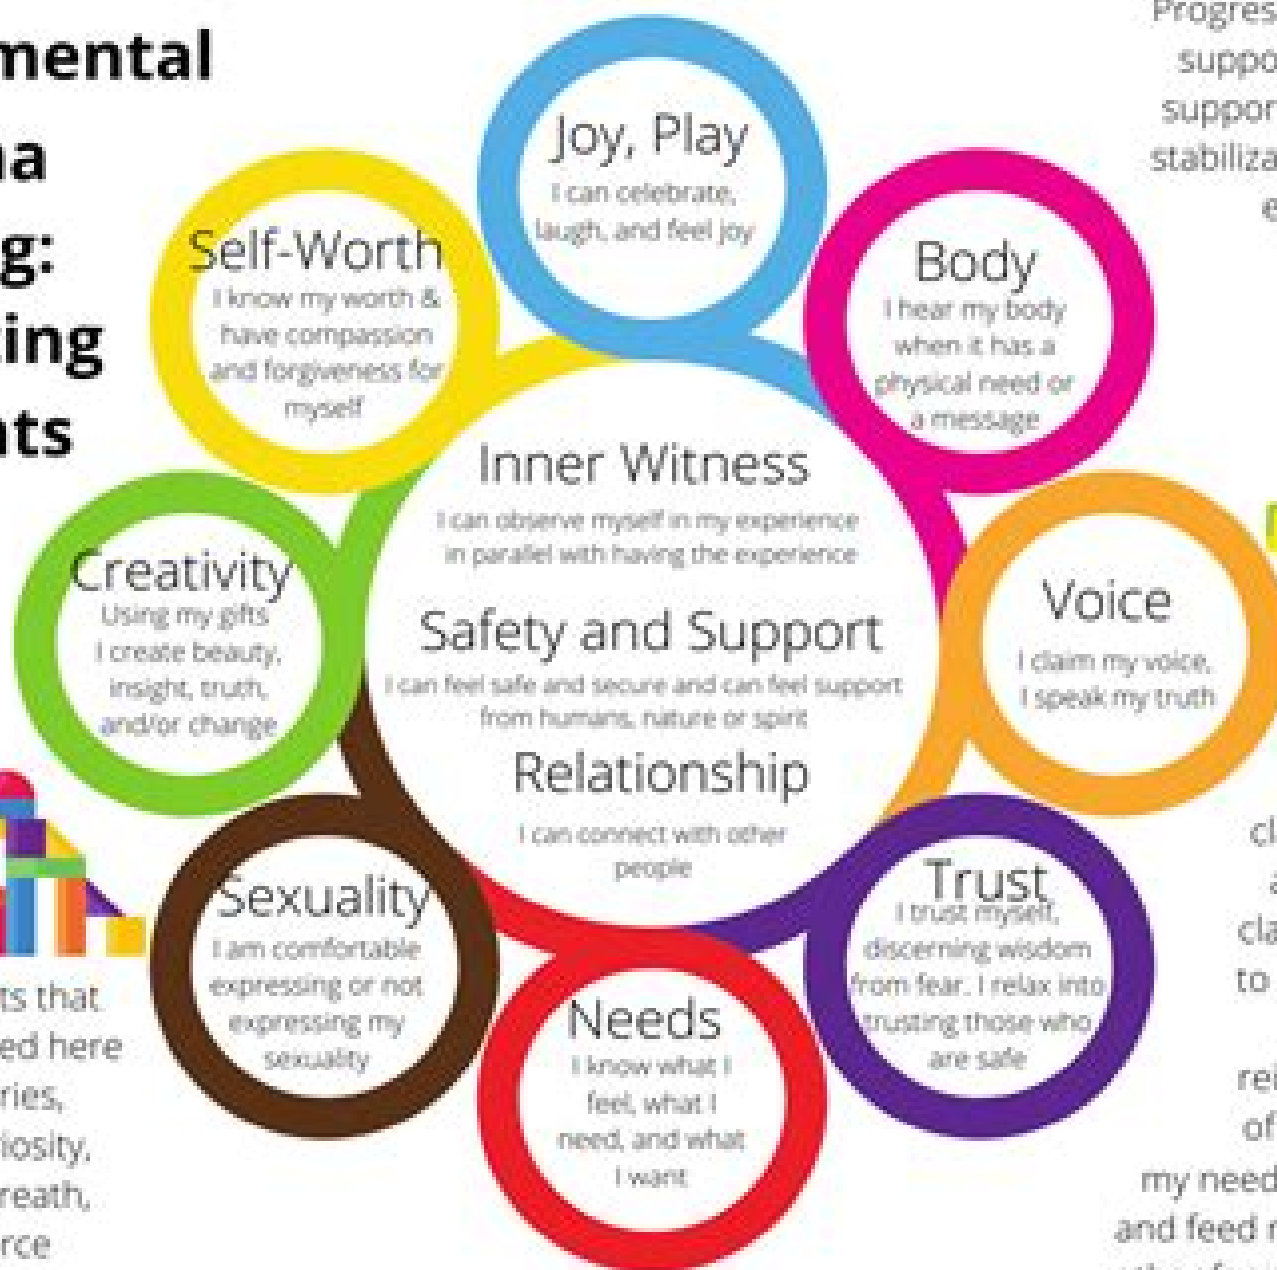 mental
na
g:
ing
nts
Progres
suppo
suppor
stabiliza
e
Joy, Play
I can celebrate,
laugh, and feel joy
Self-Worth
I know my worth &
have compassion
and forgiveness for
myself
Body
I hear my body
when it has a
physical need or
a message
Inner Witness
I can observe myself in my experience
in parallel with having the experience
Safety and Support
I can feel safe and secure and can feel support
from humans, nature or spirit
Relationship
I can connect with other
people
Creativity
Using my gifts
I create beauty,
insight, truth,
and/or change
Voice
I claim my voice,
I speak my truth
Sexuality
I am comfortable
expressing or not
expressing my
sexuality
Needs
I know what I
feel, what I
need, and what
I want
Trust
I trust myself,
discerning wisdom
from fear. I relax into
trusting those who
are safe
ts that
ed here
ries,
iosity,
reath,
rce
cl
a
cla
to
rei
of
my need
and feed r